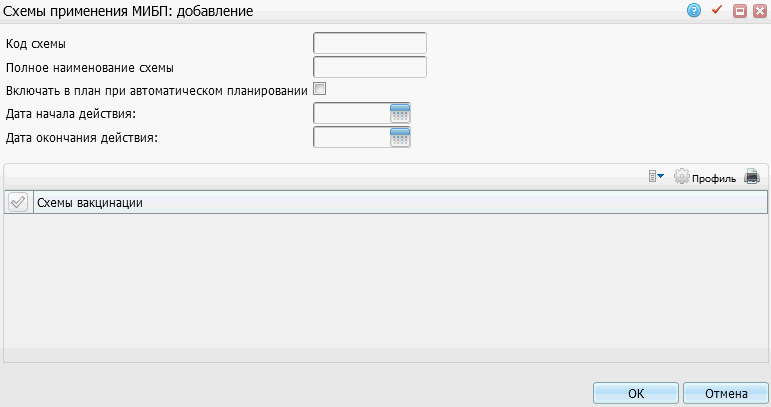 Схемы применения МИБП: добавление
Код схемы
Полное наименование схемы
Включать в план при автоматическом планировании
Дата начала действия:
Дата окончания действия:
Профиль
Схемы вакцинации
ОК
Отмена